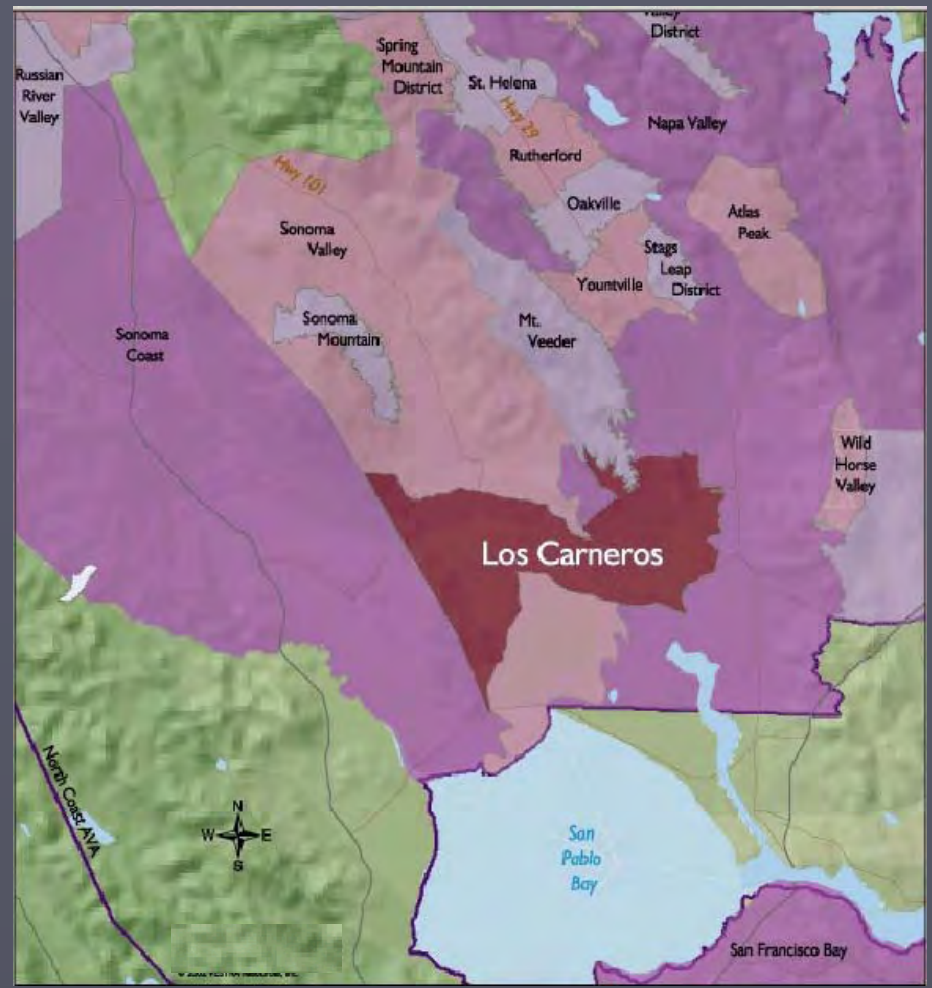 District
Spring
Mountain
District
St. Helena
Russian
River
Valley
Hwy 29
Napa Valley
Rutherford
Hwy 101
Oakville
Atlas
Peak
Sonoma
Valley
Stags
Leap
District
Yountville
Sonoma
Mountain
Mt.
Veeder
Sonoma
Coast
Wild
Horse
Valley
Los Carneros
North Coast AVA
N
W
E
S
San
Pablo
Bay
San Francisco Bay